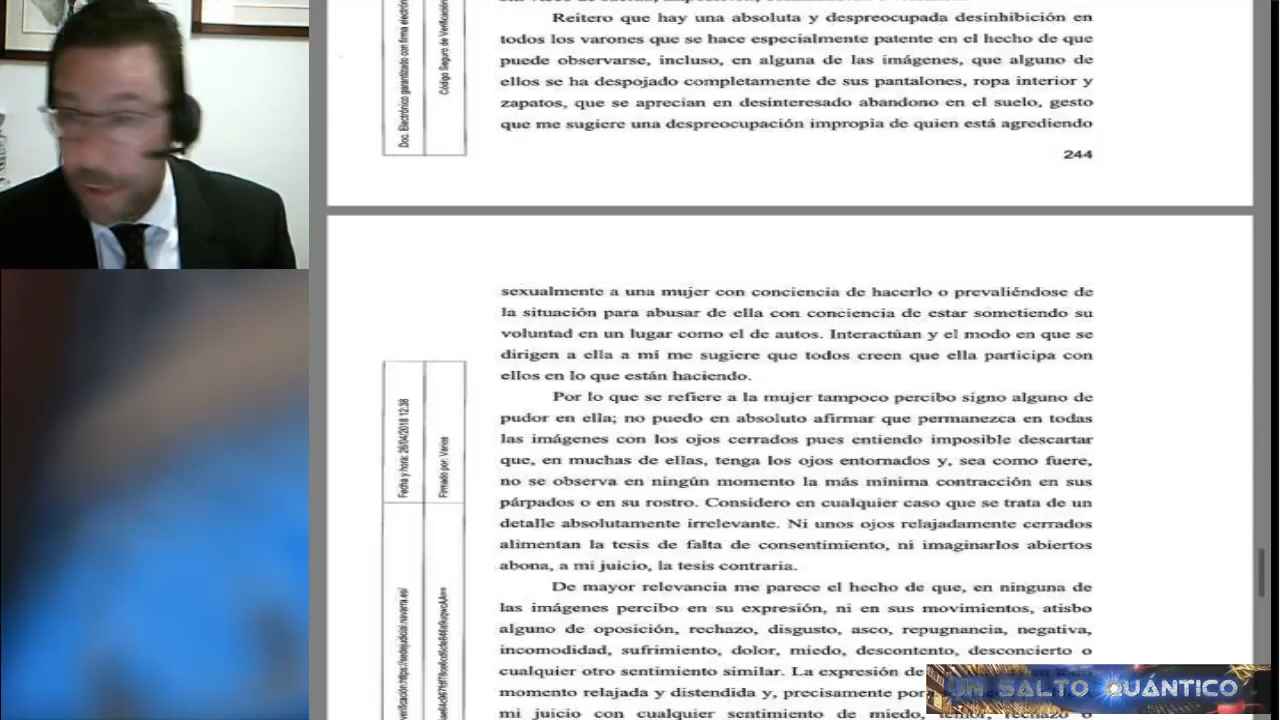 Reitero que hay una absoluta y despreocupada desinhibición en
todos los varones que se hace especialmente patente en el hecho de que
puede observarse, incluso, en alguna de las imágenes, que alguno de
ellos se ha despojado completamente de sus pantalones, ropa interior y
zapatos, que se aprecian en desinteresado abandono en el suelo, gesto
que me sugiere una despreocupación impropia de quien está agrediendo
244
Doc. Electrónico garantizado con firma electró
Código Seguro de Verificación
sexualmente a una mujer con conciencia de hacerlo o prevaliéndose de
la situación para abusar de ella con conciencia de estar sometiendo su
voluntad en un lugar como el de autos. Interactúan y el modo en que se
dirigen a ella a mí me sugiere que todos creen que ella participa con
ellos en lo que están haciendo.
Por lo que se refiere a la mujer tampoco percibo signo alguno de
pudor en ella; no puedo en absoluto afirmar que permanezca en todas
las imágenes con los ojos cerrados pues entiendo imposible descartar
que, en muchas de ellas, tenga los ojos entornados y, sea como fuere,
no se observa en ningún momento la más mínima contracción en sus
párpados o en su rostro. Considero en cualquier caso que se trata de un
detalle absolutamente irrelevante. Ni unos ojos relajadamente cerrados
alimentan la tesis de falta de consentimiento, ni imaginarlos abiertos
abona, a mi juicio, la tesis contraria.
De mayor relevancia me parece el hecho de que, en ninguna de
las imágenes percibo en su expresión, ni en sus movimientos, atisbo
alguno de oposición, rechazo, disgusto, asco, repugnancia, negativa,
incomodidad, sufrimiento, dolor, miedo, descontento, desconcierto o
cualquier otro sentimiento similar. La expresión de
momento relajada y distendida y, precisamente por
mi juicio con cualquier sentimiento de miedo,
Fecha y hora: 26/04/2018 12:38
Firmado por: Varios
UN SALTO QUÁNTICO